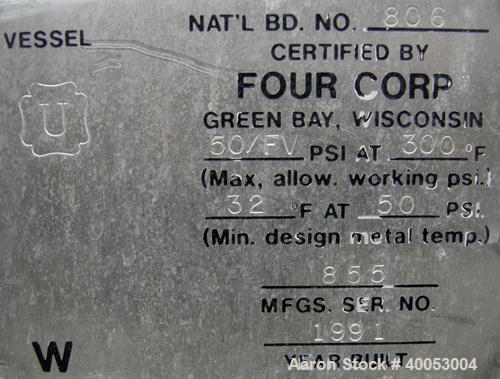 NAT'L BD. NO. 806
VESSEL
CERTIFIED BY
U
FOUR CORP
GREEN BAY, WISCONSIN
50/FV PSI AT 300 °F
(Max, allow. working psi.)
32 °F AT 50 PSI.
(Min. design metal temp.)
855
MFGS. SER. NO.
1991
W
YEAR BUILT
Aaron Stock# 40053004